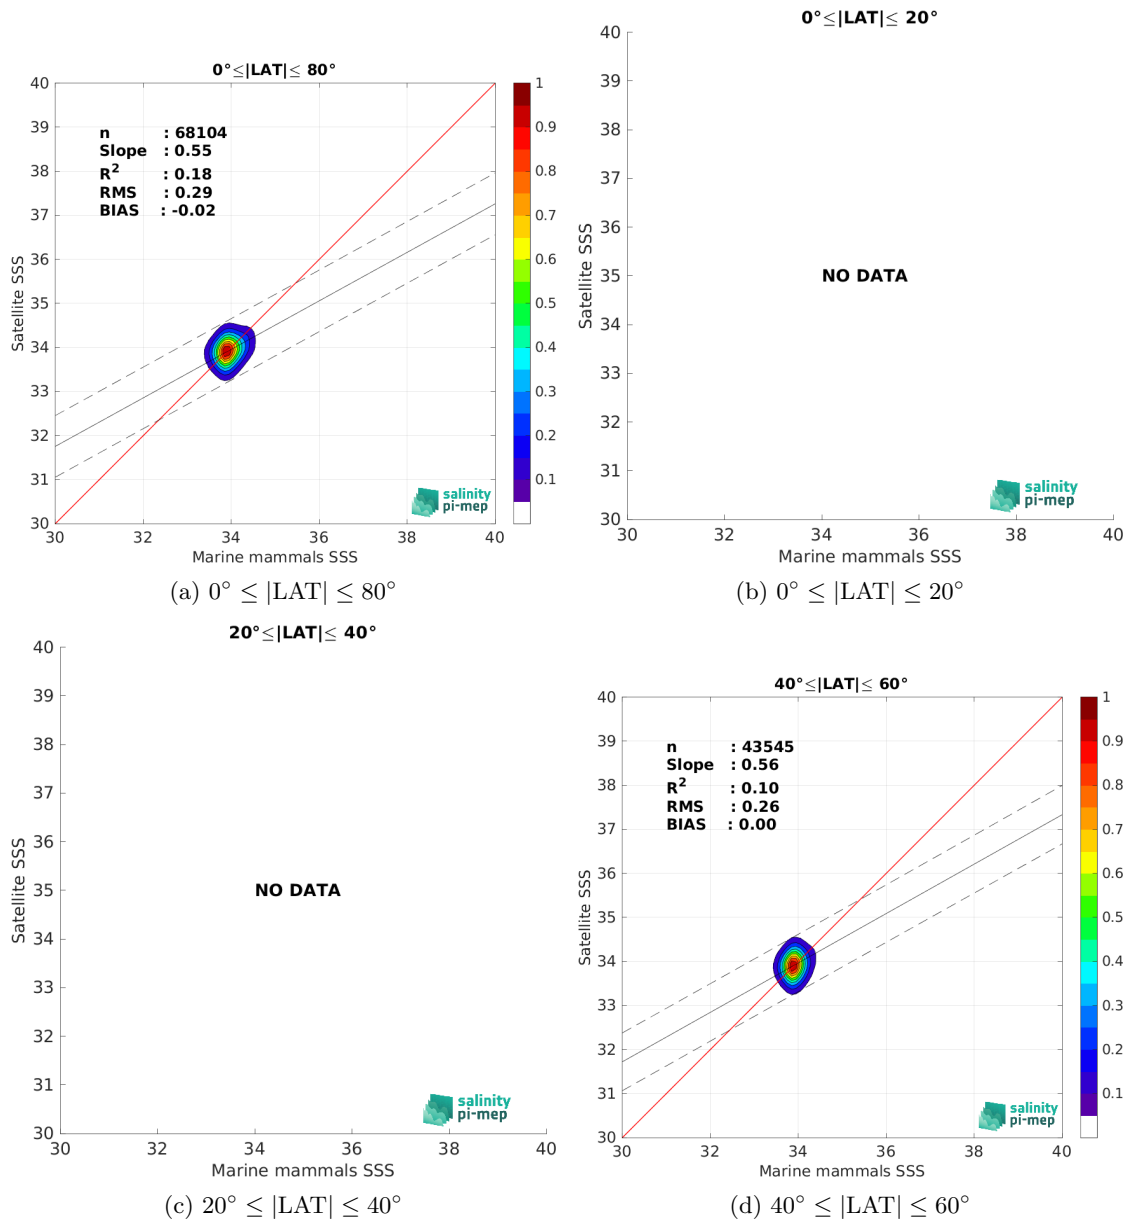 0°≤|LAT|≤ 80°
40
39
38
37
36
35
34
33
32
31
30
Satellite SSS
n : 68104
Slope : 0.55
R² : 0.18
RMS : 0.29
BIAS : -0.02
salinity
pi-mep
30 32 34 36 38 40
Marine mammals SSS
1
0.9
0.8
0.7
0.6
0.5
0.4
0.3
0.2
0.1
(a) 0° ≤ |LAT| ≤ 80°
0°≤|LAT|≤ 20°
40
39
38
37
36
35
34
33
32
31
30
Satellite SSS
NO DATA
salinity
pi-mep
30 32 34 36 38 40
Marine mammals SSS
(b) 0° ≤ |LAT| ≤ 20°
20°≤|LAT|≤ 40°
40
39
38
37
36
35
34
33
32
31
30
Satellite SSS
NO DATA
salinity
pi-mep
30 32 34 36 38 40
Marine mammals SSS
(c) 20° ≤ |LAT| ≤ 40°
40°≤|LAT|≤ 60°
40
39
38
37
36
35
34
33
32
31
30
Satellite SSS
n : 43545
Slope : 0.56
R² : 0.10
RMS : 0.26
BIAS : 0.00
salinity
pi-mep
30 32 34 36 38 40
Marine mammals SSS
1
0.9
0.8
0.7
0.6
0.5
0.4
0.3
0.2
0.1
(d) 40° ≤ |LAT| ≤ 60°